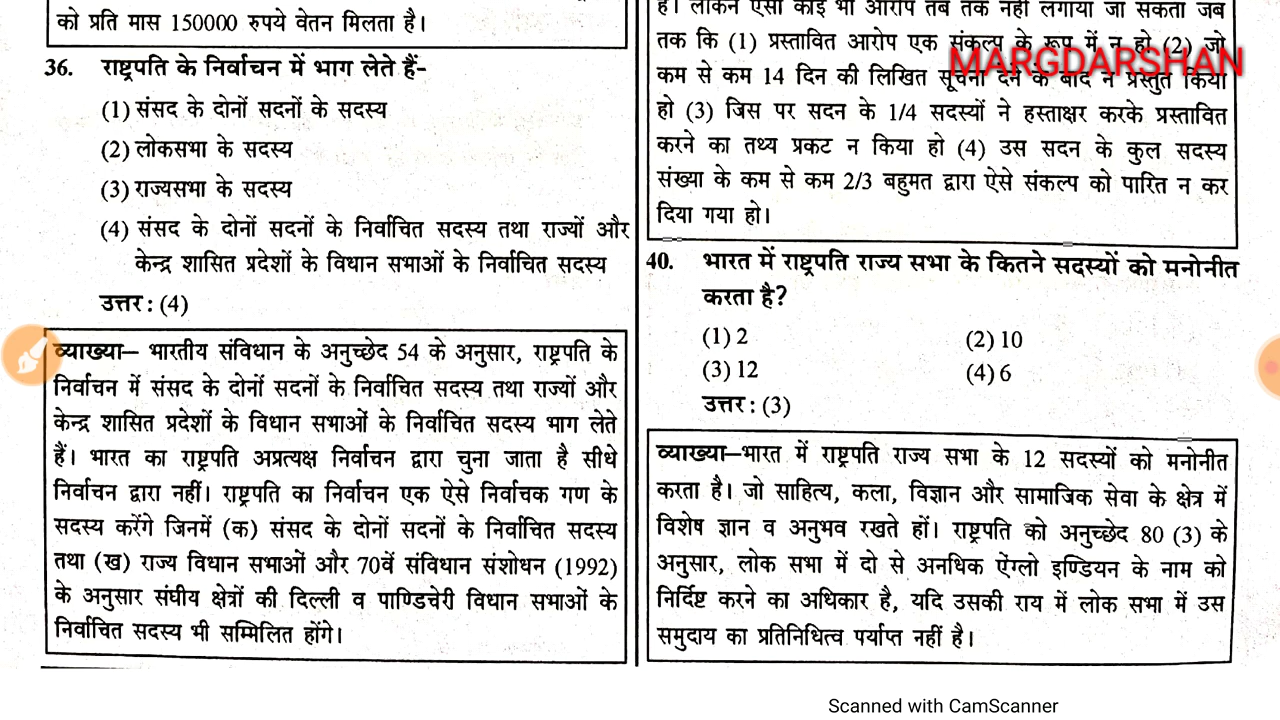 को प्रति मास 150000 रुपये वेतन मिलता है।
36. राष्ट्रपति के निर्वाचन में भाग लेते हैं-
(1) संसद के दोनों सदनों के सदस्य
(2) लोकसभा के सदस्य
(3) राज्यसभा के सदस्य
(4) संसद के दोनों सदनों के निर्वाचित सदस्य तथा राज्यों और
केन्द्र शासित प्रदेशों के विधान सभाओं के निर्वाचित सदस्य
उत्तर : (4)
व्याख्या— भारतीय संविधान के अनुच्छेद 54 के अनुसार, राष्ट्रपति के
निर्वाचन में संसद के दोनों सदनों के निर्वाचित सदस्य तथा राज्यों और
केन्द्र शासित प्रदेशों के विधान सभाओं के निर्वाचित सदस्य भाग लेते
हैं। भारत का राष्ट्रपति अप्रत्यक्ष निर्वाचन द्वारा चुना जाता है सीधे
निर्वाचन द्वारा नहीं। राष्ट्रपति का निर्वाचन एक ऐसे निर्वाचक गण के
सदस्य करेंगे जिनमें (क) संसद के दोनों सदनों के निर्वाचित सदस्य
तथा (ख) राज्य विधान सभाओं और 70वें संविधान संशोधन (1992)
के अनुसार संघीय क्षेत्रों की दिल्ली व पाण्डिचेरी विधान सभाओं के
निर्वाचित सदस्य भी सम्मिलित होंगे।
है। लेकिन ऐसा कोई भी आरोप तब तक नहीं लगाया जा सकता जब
तक कि (1) प्रस्तावित आरोप एक संकल्प के रूप में न हो (2) जो
MARGDARSHAN
कम से कम 14 दिन की लिखित सूचना देने के बाद न प्रस्तुत किया
हो (3) जिस पर सदन के 1/4 सदस्यों ने हस्ताक्षर करके प्रस्तावित
करने का तथ्य प्रकट न किया हो (4) उस सदन के कुल सदस्य
संख्या के कम से कम 2/3 बहुमत द्वारा ऐसे संकल्प को पारित न कर
दिया गया हो।
40. भारत में राष्ट्रपति राज्य सभा के कितने सदस्यों को मनोनीत
करता है?
(1) 2 (2) 10
(3) 12 (4) 6
उत्तर : (3)
व्याख्या—भारत में राष्ट्रपति राज्य सभा के 12 सदस्यों को मनोनीत
करता है। जो साहित्य, कला, विज्ञान और सामाजिक सेवा के क्षेत्र में
विशेष ज्ञान व अनुभव रखते हों। राष्ट्रपति को अनुच्छेद 80 (3) के
अनुसार, लोक सभा में दो से अनधिक ऐंग्लो इण्डियन के नाम को
निर्दिष्ट करने का अधिकार है, यदि उसकी राय में लोक सभा में उस
समुदाय का प्रतिनिधित्व पर्याप्त नहीं है।
Scanned with CamScanner